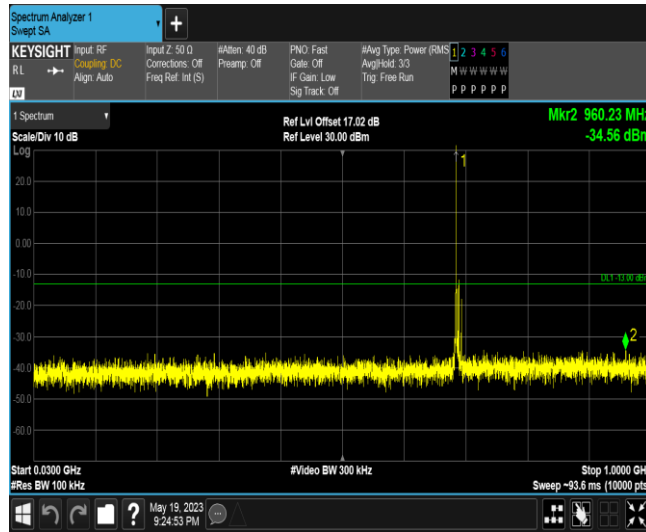 Spectrum Analyzer 1
Swept SA
KEYSIGHT
RL
LXI
Input: RF
Coupling: DC
Align: Auto
Input Z: 50 Ω
Corrections: Off
Freq Ref: Int (S)
#Atten: 40 dB
Preamp: Off
PNO: Fast
Gate: Off
IF Gain: Low
Sig Track: Off
#Avg Type: Power (RMS
Avg|Hold: 3/3
Trig: Free Run
1 2 3 4 5 6
M W W W W W
P P P P P P
1 Spectrum
Scale/Div 10 dB
Ref Lvl Offset 17.02 dB
Ref Level 30.00 dBm
Mkr2 960.23 MHz
-34.56 dBm
Log
1
20.0
10.0
0.00
-10.0
DL1 -13.00 dBm
-20.0
-30.0
2
-40.0
-50.0
-60.0
Start 0.0300 GHz
#Res BW 100 kHz
#Video BW 300 kHz
Stop 1.0000 GHz
Sweep ~93.6 ms (10000 pts
May 19, 2023
9:24:53 PM